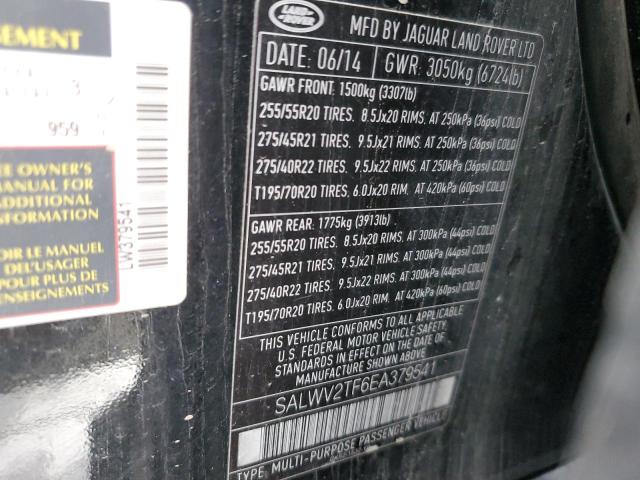 EMENT
3
959
EE OWNER'S
MANUAL FOR
ADDITIONAL
FORMATION
OIR LE MANUEL
DE L'USAGER
POUR PLUS DE
ENSEIGNEMENTS
LW379541
LAND-ROVER
MFD BY JAGUAR LAND ROVER LTD
DATE: 06/14 GWR: 3050kg (6724lb)
GAWR FRONT: 1500kg (3307lb)
255/55R20 TIRES. 8.5Jx20 RIMS. AT 250kPa (36psi) COLD
275/45R21 TIRES. 9.5Jx21 RIMS. AT 250kPa (36psi) COLD
275/40R22 TIRES. 9.5Jx22 RIMS. AT 250kPa (36psi) COLD
T195/70R20 TIRES. 6.0Jx20 RIM. AT 420kPa (60psi) COLD
GAWR REAR: 1775kg (3913lb)
255/55R20 TIRES. 8.5Jx20 RIMS. AT 300kPa (44psi) COLD
275/45R21 TIRES. 9.5Jx21 RIMS. AT 300kPa (44psi) COLD
275/40R22 TIRES. 9.5Jx22 RIMS. AT 300kPa (44psi) COLD
T195/70R20 TIRES. 6.0Jx20 RIM. AT 420kPa (60psi) COLD
THIS VEHICLE CONFORMS TO ALL APPLICABLE
U.S. FEDERAL MOTOR VEHICLE SAFETY
STANDARDS IN EFFECT ON THE DATE OF
MANUFACTURE SHOWN ABOVE.
SALWV2TF6EA379541
TYPE: MULTI-PURPOSE PASSENGER VEHICLE